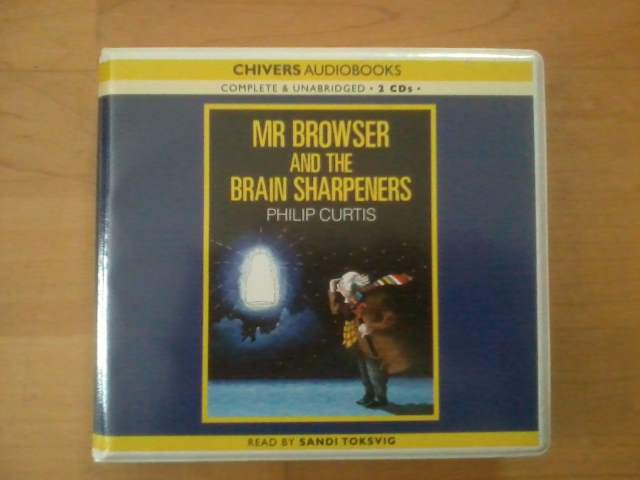 CHIVERS AUDIOBOOKS
COMPLETE & UNABRIDGED • 2 CDs •
MR BROWSER
AND THE
BRAIN SHARPENERS
PHILIP CURTIS
READ BY SANDI TOKSVIG